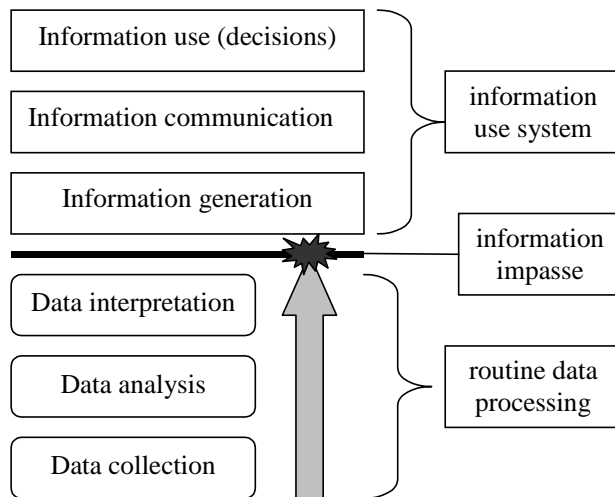 Information use (decisions)
Information communication
Information generation
information
use system
information
impasse
Data interpretation
Data analysis
Data collection
routine data
processing